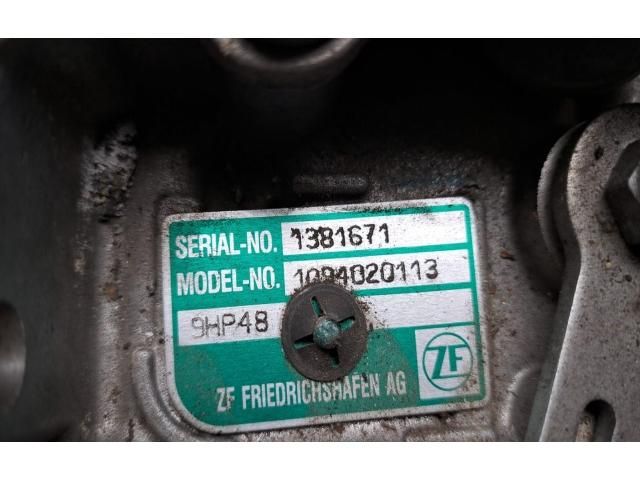 SERIAL-NO. 1381671
MODEL-NO. 1094020113
9HP48
ZF FRIEDRICHSHAFEN AG
ZF